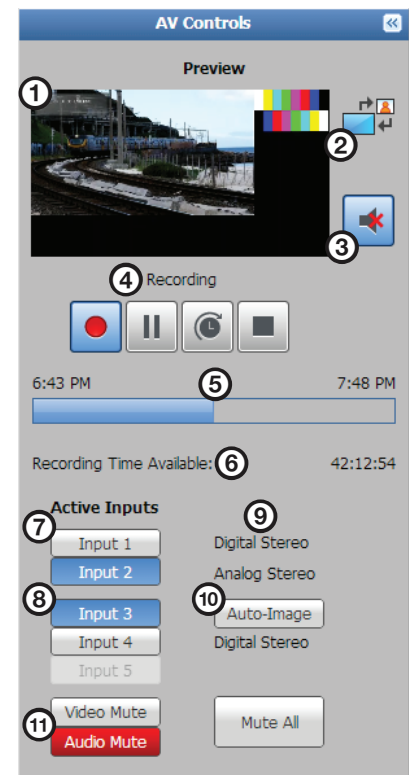 AV Controls
Preview
1
2
3
4 Recording
6:43 PM 5 7:48 PM
Recording Time Available: 6 42:12:54
Active Inputs
7 9
Input 1 Digital Stereo
Input 2 Analog Stereo
8 10
Input 3 Auto-Image
Input 4 Digital Stereo
Input 5
11
Video Mute Mute All
Audio Mute